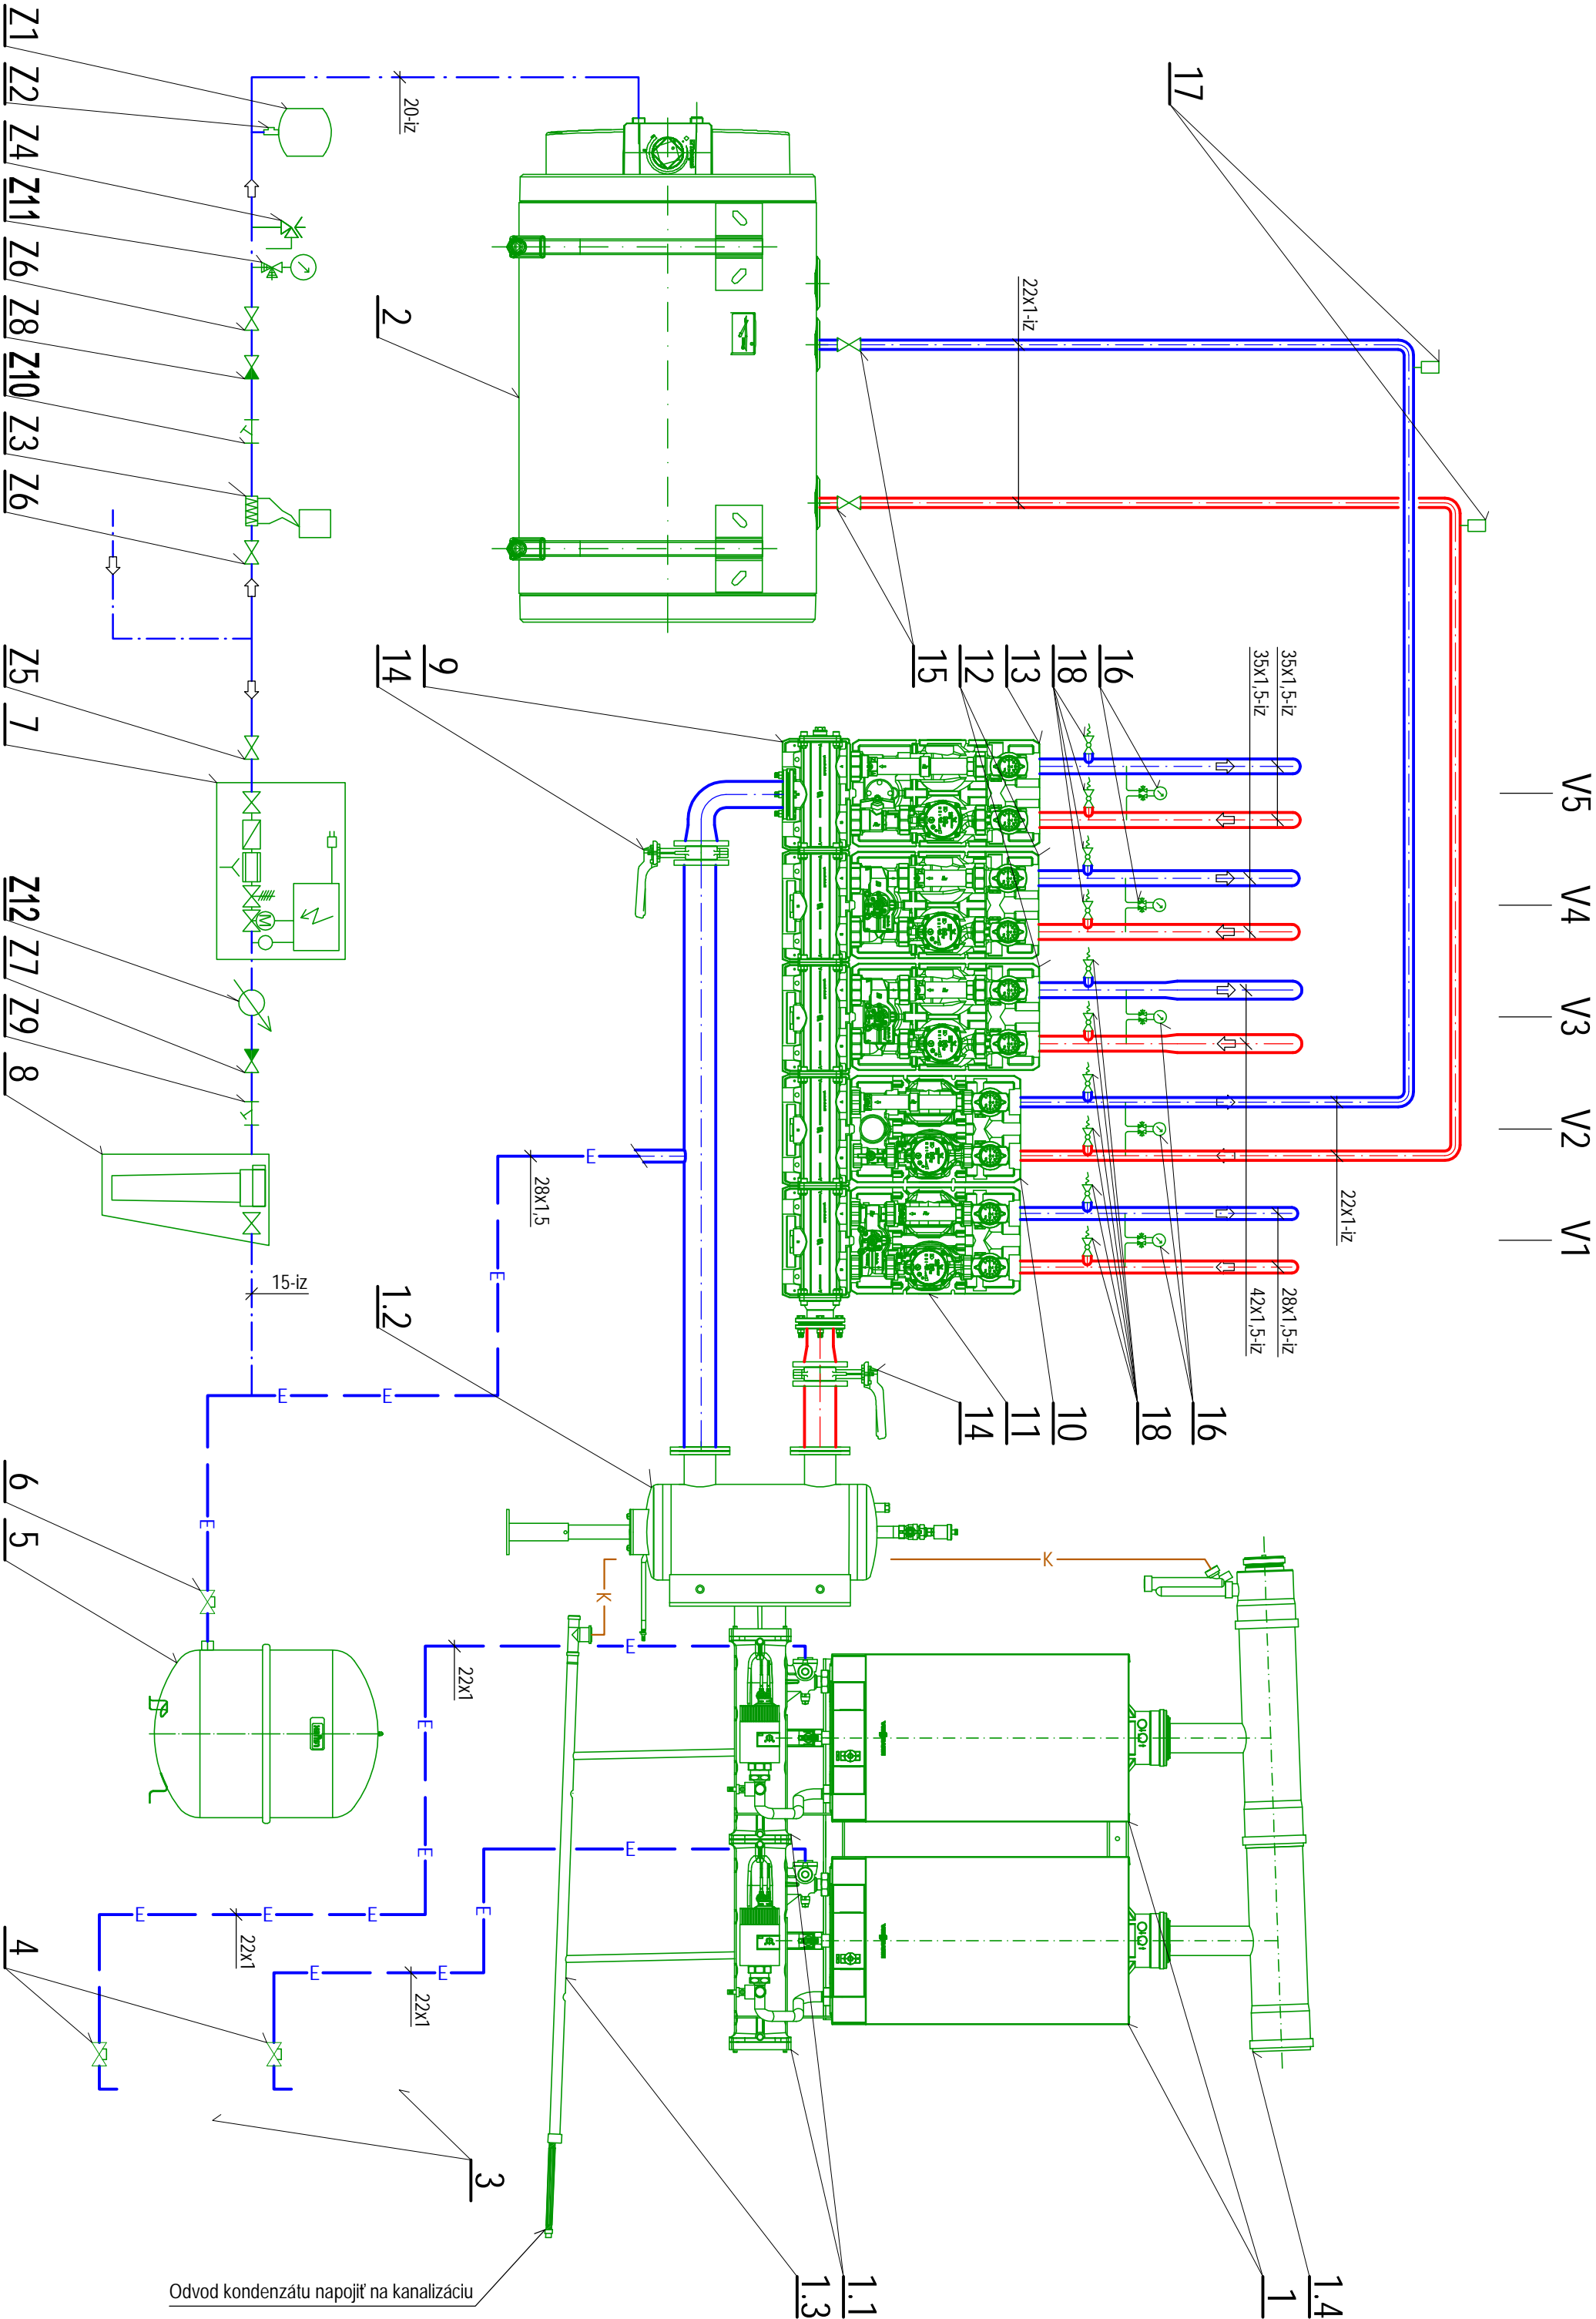 Z1
Z2
Z4
Z11
Z6
Z8
Z10
Z3
Z6
Z5
7
Z12
Z7
Z9
8
6
5
4
3
20-iz
2
17
22x1-iz
9
14
15
12
13
18
16
35x1,5-iz
35x1,5-iz
V5
V4
V3
V2
V1
22x1-iz
28x1,5-iz
42x1,5-iz
16
18
10
11
14
28x1,5
15-iz
1.2
E
E
E
E
E
K
K
E
22x1
E
E
E
E
E
22x1
E
E
E
22x1
E
E
M
1.4
1
1.1
1.3
Odvod kondenzátu napojiť na kanalizáciu